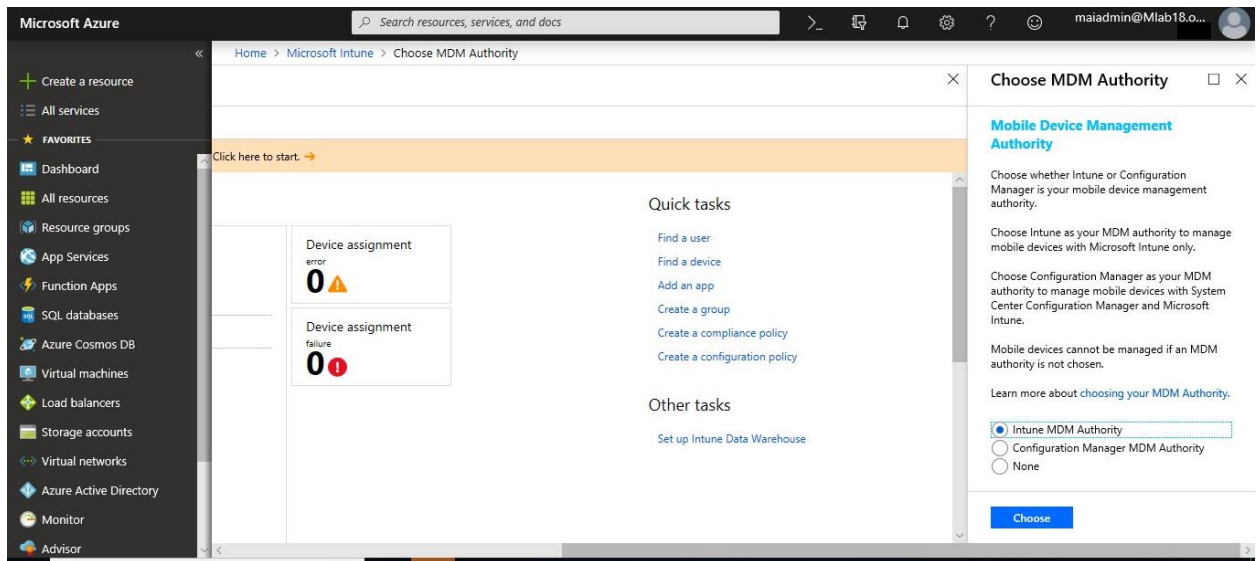 Microsoft Azure
Search resources, services, and docs
maiadmin@Mlab18.o...
Home > Microsoft Intune > Choose MDM Authority
Create a resource
All services
FAVORITES
Dashboard
All resources
Resource groups
App Services
Function Apps
SQL databases
Azure Cosmos DB
Virtual machines
Load balancers
Storage accounts
Virtual networks
Azure Active Directory
Monitor
Advisor
Click here to start.
Device assignment
error
0
Device assignment
failure
0
Quick tasks
Find a user
Find a device
Add an app
Create a group
Create a compliance policy
Create a configuration policy
Other tasks
Set up Intune Data Warehouse
Choose MDM Authority
Mobile Device Management
Authority
Choose whether Intune or Configuration
Manager is your mobile device management
authority.
Choose Intune as your MDM authority to manage
mobile devices with Microsoft Intune only.
Choose Configuration Manager as your MDM
authority to manage mobile devices with System
Center Configuration Manager and Microsoft
Intune.
Mobile devices cannot be managed if an MDM
authority is not chosen.
Learn more about choosing your MDM Authority.
Intune MDM Authority
Configuration Manager MDM Authority
None
Choose